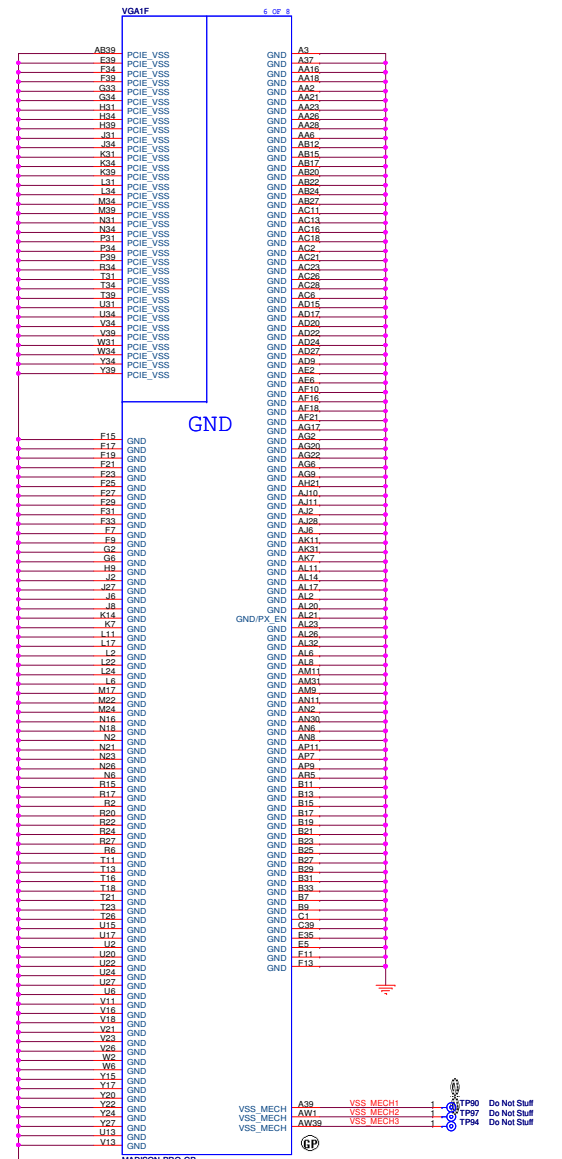 VGA1F
6 OF 8
AB39 PCIE_VSS
E39 PCIE_VSS
F34 PCIE_VSS
F39 PCIE_VSS
G33 PCIE_VSS
G34 PCIE_VSS
H31 PCIE_VSS
H34 PCIE_VSS
H39 PCIE_VSS
J31 PCIE_VSS
J34 PCIE_VSS
K31 PCIE_VSS
K34 PCIE_VSS
K39 PCIE_VSS
L31 PCIE_VSS
L34 PCIE_VSS
M34 PCIE_VSS
M39 PCIE_VSS
N31 PCIE_VSS
N34 PCIE_VSS
P31 PCIE_VSS
P34 PCIE_VSS
P39 PCIE_VSS
R34 PCIE_VSS
T31 PCIE_VSS
T34 PCIE_VSS
T39 PCIE_VSS
U31 PCIE_VSS
U34 PCIE_VSS
V34 PCIE_VSS
V39 PCIE_VSS
W31 PCIE_VSS
W34 PCIE_VSS
Y34 PCIE_VSS
Y39 PCIE_VSS
GND
F15 GND
F17 GND
F19 GND
F21 GND
F23 GND
F25 GND
F27 GND
F29 GND
F31 GND
F33 GND
F7 GND
F9 GND
G2 GND
G6 GND
H9 GND
J2 GND
J27 GND
J6 GND
J8 GND
K14 GND
K7 GND
L11 GND
L17 GND
L2 GND
L22 GND
L24 GND
L6 GND
M17 GND
M22 GND
M24 GND
N16 GND
N18 GND
N2 GND
N21 GND
N23 GND
N26 GND
N6 GND
R15 GND
R17 GND
R2 GND
R20 GND
R22 GND
R24 GND
R27 GND
R6 GND
T11 GND
T13 GND
T16 GND
T18 GND
T21 GND
T23 GND
T26 GND
U15 GND
U17 GND
U2 GND
U20 GND
U22 GND
U24 GND
U27 GND
U6 GND
V11 GND
V16 GND
V18 GND
V21 GND
V23 GND
V26 GND
W2 GND
W6 GND
Y15 GND
Y17 GND
Y20 GND
Y22 GND
Y24 GND
Y27 GND
U13 GND
V13 GND
GND A3
GND A37
GND AA16
GND AA18
GND AA2
GND AA21
GND AA23
GND AA26
GND AA28
GND AA6
GND AB12
GND AB15
GND AB17
GND AB20
GND AB22
GND AB24
GND AB27
GND AC11
GND AC13
GND AC16
GND AC18
GND AC2
GND AC21
GND AC23
GND AC26
GND AC28
GND AC6
GND AD15
GND AD17
GND AD20
GND AD22
GND AD24
GND AD27
GND AD9
GND AE2
GND AE6
GND AF10
GND AF16
GND AF18
GND AF21
GND AG17
GND AG2
GND AG20
GND AG22
GND AG6
GND AG9
GND AH21
GND AJ10
GND AJ11
GND AJ2
GND AJ28
GND AJ6
GND AK11
GND AK31
GND AK7
GND AL11
GND AL14
GND AL17
GND AL2
GND AL20
GND/PX_EN AL21
GND AL23
GND AL26
GND AL32
GND AL6
GND AL8
GND AM11
GND AM31
GND AM9
GND AN11
GND AN2
GND AN30
GND AN6
GND AN8
GND AP11
GND AP7
GND AP9
GND AR5
GND B11
GND B13
GND B15
GND B17
GND B19
GND B21
GND B23
GND B25
GND B27
GND B29
GND B31
GND B33
GND B7
GND B9
GND C1
GND C39
GND E35
GND E5
GND F11
GND F13
VSS_MECH A39 VSS_MECH1 1 TP90 Do Not Stuff
VSS_MECH AW1 VSS_MECH2 1 TP97 Do Not Stuff
VSS_MECH AW39 VSS_MECH3 1 TP94 Do Not Stuff
GP
MADISON-PRO-GP